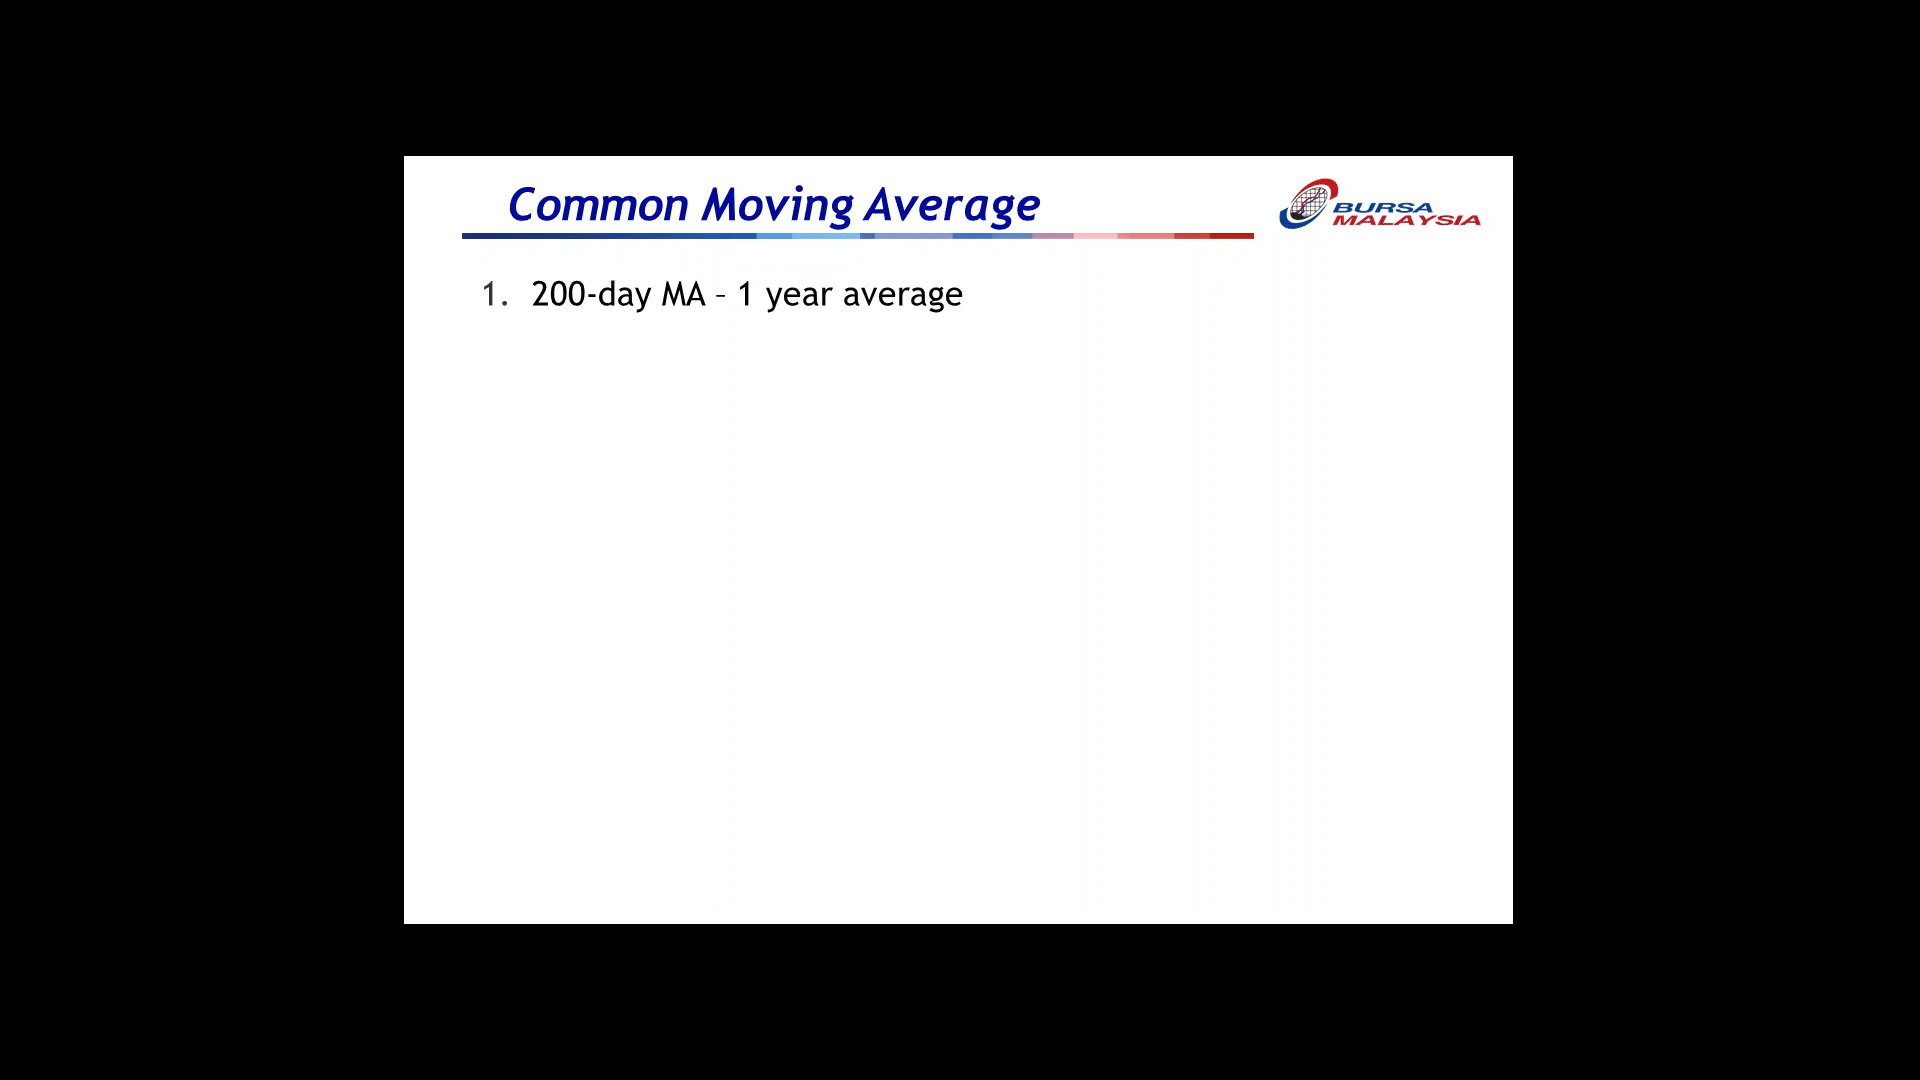 Common Moving Average
BURSA
MALAYSIA
1. 200-day MA – 1 year average